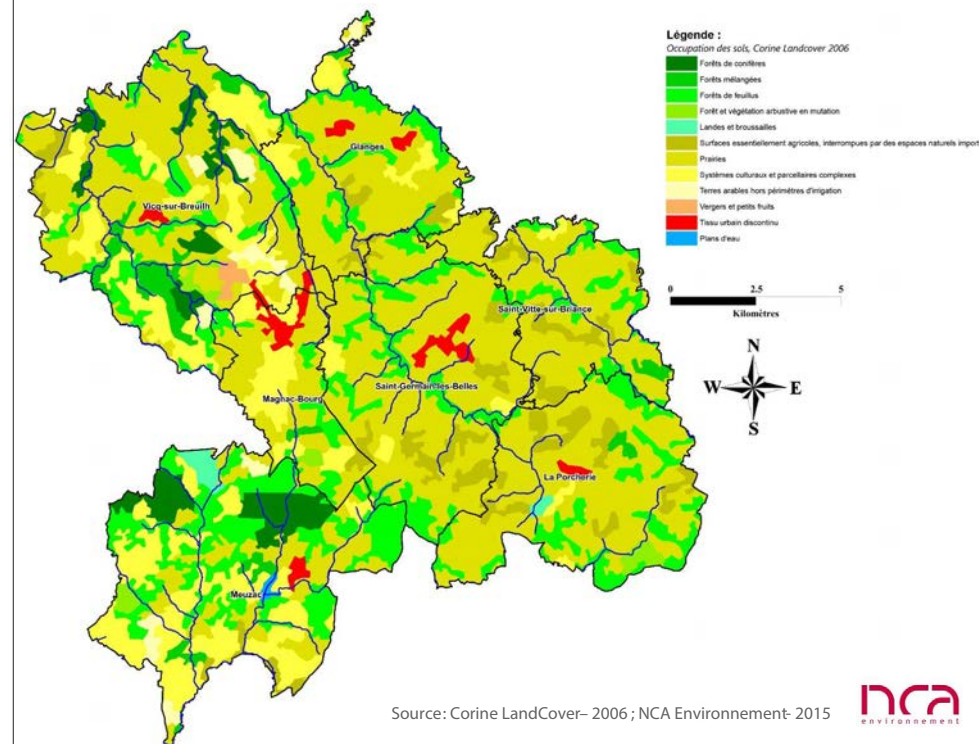 Légende :
Occupation des sols, Corine Landcover 2006
Forêts de conifères
Forêts mélangées
Forêts de feuillus
Forêt et végétation arbustive en mutation
Landes et broussailles
Surfaces essentiellement agricoles, interrompues par des espaces naturels import
Prairies
Systèmes culturaux et parcellaires complexes
Terres arables hors périmètres d'irrigation
Vergers et petits fruits
Tissu urbain discontinu
Plans d'eau
0 2.5 5
Kilomètres
N
W E
S
Glanges
Vicq-sur-Breuilh
Saint-Vitte-sur-Briance
Saint-Germain-les-Belles
Magnac-Bourg
La Porcherie
Meuzac
Source: Corine LandCover– 2006 ; NCA Environnement- 2015
nca
environnement